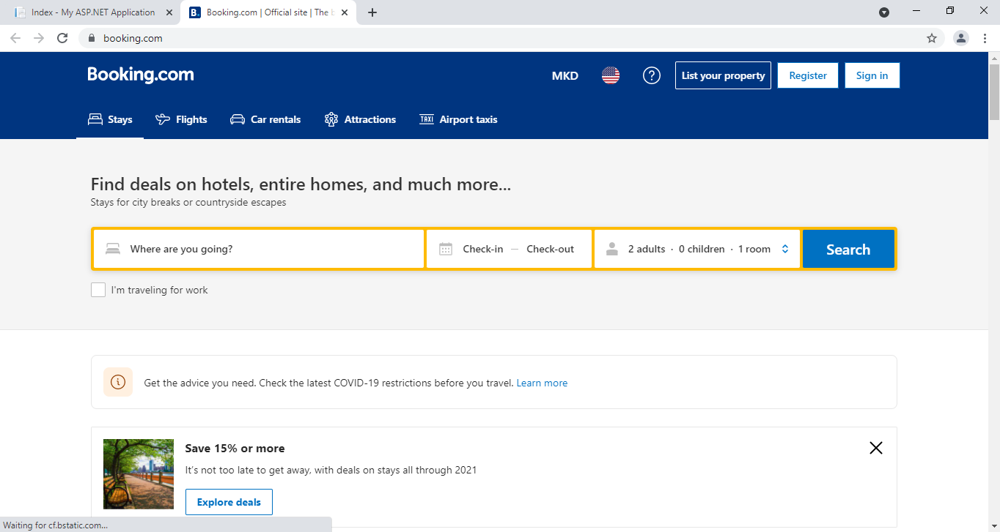 Index - My ASP.NET Application
Booking.com | Official site | The b
booking.com
Booking.com
MKD
List your property
Register
Sign in
Stays
Flights
Car rentals
Attractions
TAXI Airport taxis
Find deals on hotels, entire homes, and much more...
Stays for city breaks or countryside escapes
Where are you going?
Check-in — Check-out
2 adults · 0 children · 1 room
Search
I'm traveling for work
Get the advice you need. Check the latest COVID-19 restrictions before you travel. Learn more
Save 15% or more
It's not too late to get away, with deals on stays all through 2021
Explore deals
Waiting for cf.bstatic.com...